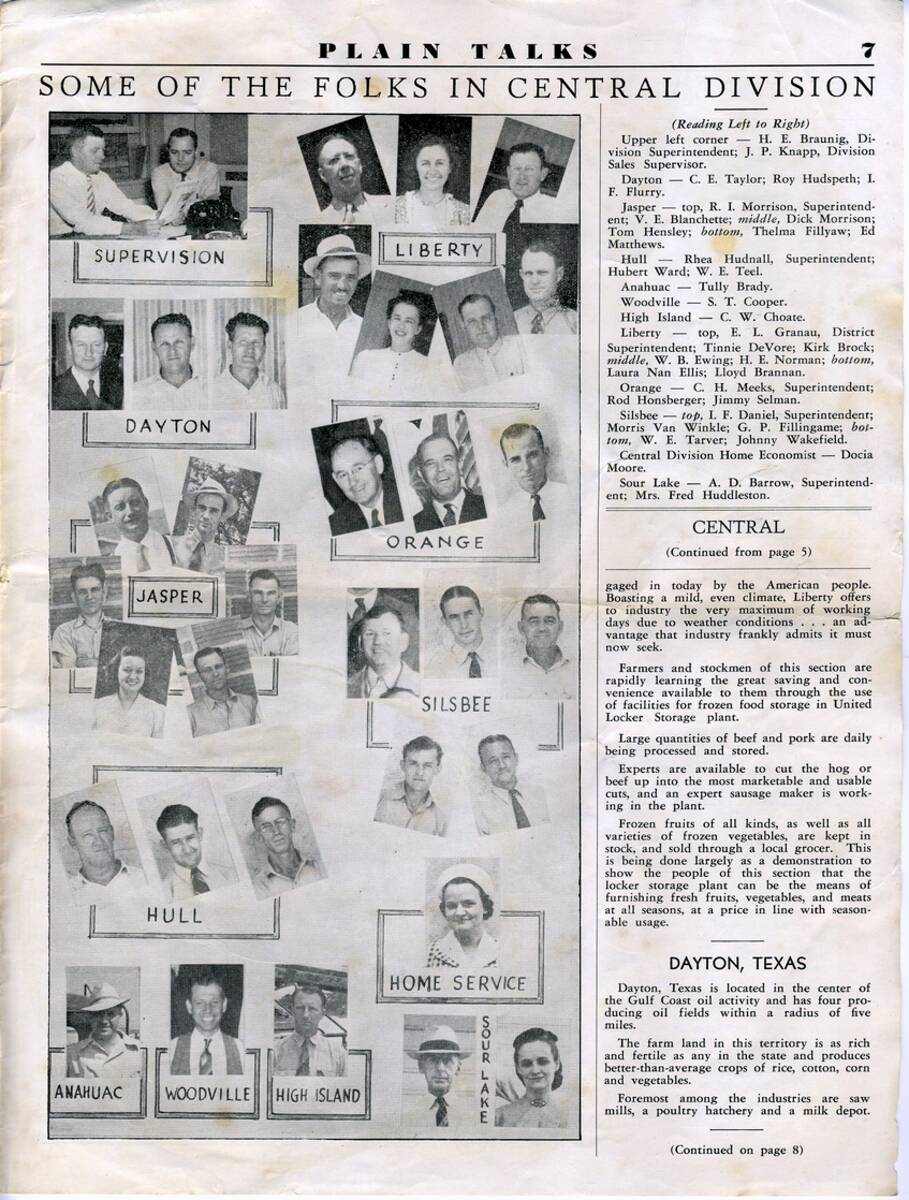 PLAIN TALKS 7
SOME OF THE FOLKS IN CENTRAL DIVISION
SUPERVISION
LIBERTY
DAYTON
ORANGE
JASPER
SILSBEE
HULL
HOME SERVICE
ANAHUAC
WOODVILLE
HIGH ISLAND
SOUR LAKE
(Reading Left to Right)
Upper left corner — H. E. Braunig, Di-
vision Superintendent; J. P. Knapp, Division
Sales Supervisor.
Dayton — C. E. Taylor; Roy Hudspeth; I.
F. Flurry.
Jasper — top, R. I. Morrison, Superintend-
ent; V. E. Blanchette; middle, Dick Morrison;
Tom Hensley; bottom, Thelma Fillyaw; Ed
Matthews.
Hull — Rhea Hudnall, Superintendent;
Hubert Ward; W. E. Teel.
Anahuac — Tully Brady.
Woodville — S. T. Cooper.
High Island — C. W. Choate.
Liberty — top, E. L. Granau, District
Superintendent; Tinnie DeVore; Kirk Brock;
middle, W. B. Ewing; H. E. Norman; bottom,
Laura Nan Ellis; Lloyd Brannan.
Orange — C. H. Meeks, Superintendent;
Rod Honsberger; Jimmy Selman.
Silsbee — top, I. F. Daniel, Superintendent;
Morris Van Winkle; G. P. Fillingame; bot-
tom, W. E. Tarver; Johnny Wakefield.
Central Division Home Economist — Docia
Moore.
Sour Lake — A. D. Barrow, Superintend-
ent; Mrs. Fred Huddleston.
CENTRAL
(Continued from page 5)
gaged in today by the American people.
Boasting a mild, even climate, Liberty offers
to industry the very maximum of working
days due to weather conditions . . . an ad-
vantage that industry frankly admits it must
now seek.
Farmers and stockmen of this section are
rapidly learning the great saving and con-
venience available to them through the use
of facilities for frozen food storage in United
Locker Storage plant.
Large quantities of beef and pork are daily
being processed and stored.
Experts are available to cut the hog or
beef up into the most marketable and usable
cuts, and an expert sausage maker is work-
ing in the plant.
Frozen fruits of all kinds, as well as all
varieties of frozen vegetables, are kept in
stock, and sold through a local grocer. This
is being done largely as a demonstration to
show the people of this section that the
locker storage plant can be the means of
furnishing fresh fruits, vegetables, and meats
at all seasons, at a price in line with season-
able usage.
DAYTON, TEXAS
Dayton, Texas is located in the center of
the Gulf Coast oil activity and has four pro-
ducing oil fields within a radius of five
miles.
The farm land in this territory is as rich
and fertile as any in the state and produces
better-than-average crops of rice, cotton, corn
and vegetables.
Foremost among the industries are saw
mills, a poultry hatchery and a milk depot.
(Continued on page 8)